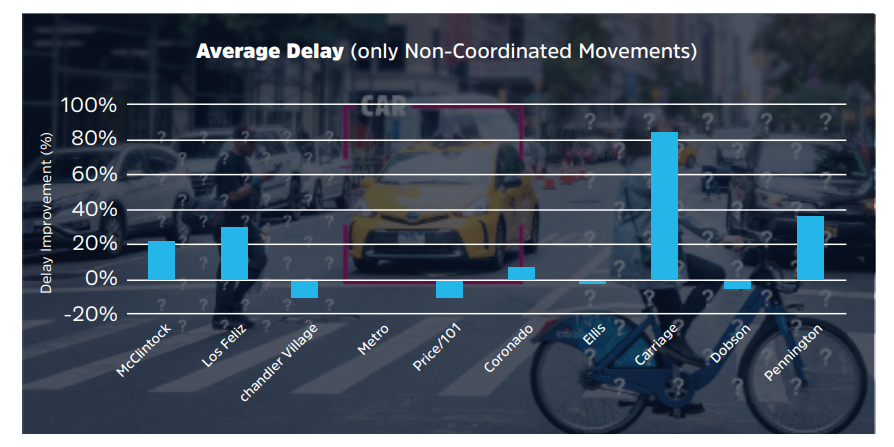 Average Delay (only Non-Coordinated Movements)
CAR
Delay Improvement (%)
100%
80%
60%
40%
20%
0%
-20%
McClintock
Los Feliz
chandler Village
Metro
Price/101
Coronado
Ellis
Carriage
Dobson
Pennington
? ? ? ? ?